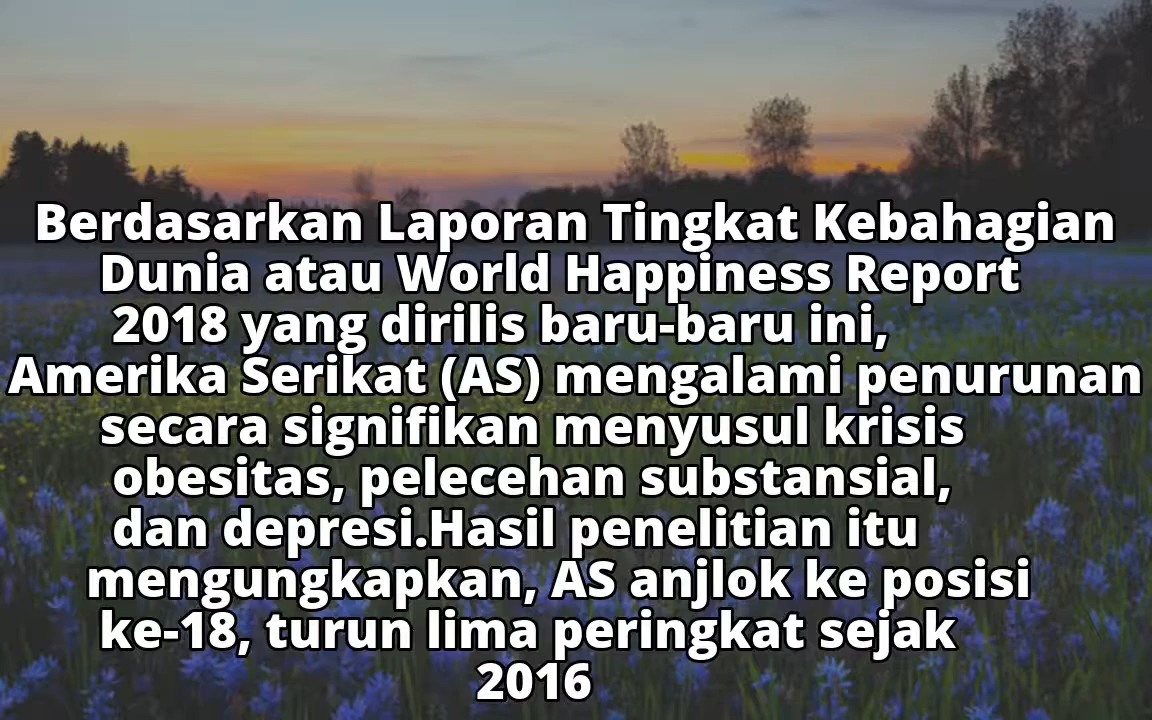 Berdasarkan Laporan Tingkat Kebahagian
Dunia atau World Happiness Report
2018 yang dirilis baru-baru ini,
Amerika Serikat (AS) mengalami penurunan
secara signifikan menyusul krisis
obesitas, pelecehan substansial,
dan depresi.Hasil penelitian itu
mengungkapkan, AS anjlok ke posisi
ke-18, turun lima peringkat sejak
2016